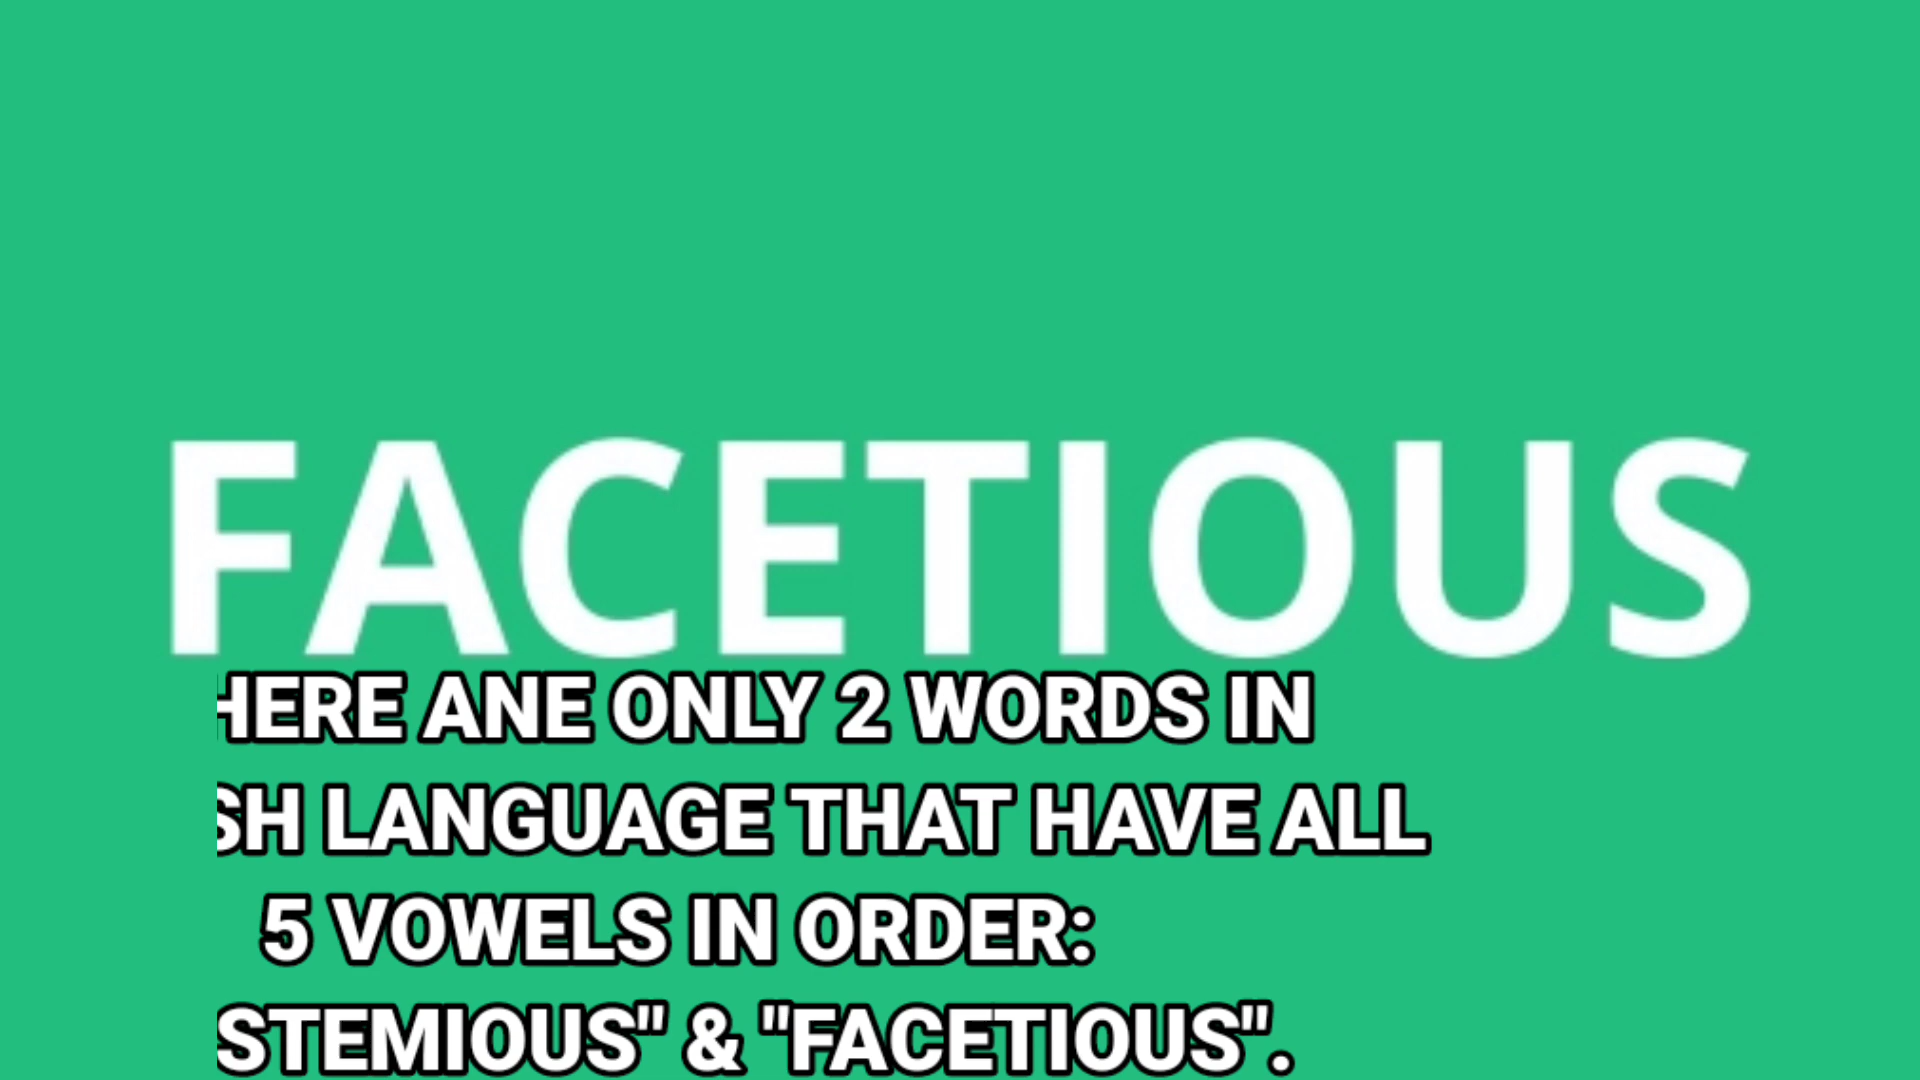 FACETIOUS
HERE ANE ONLY 2 WORDS IN
SH LANGUAGE THAT HAVE ALL
5 VOWELS IN ORDER:
STEMIOUS" & "FACETIOUS".